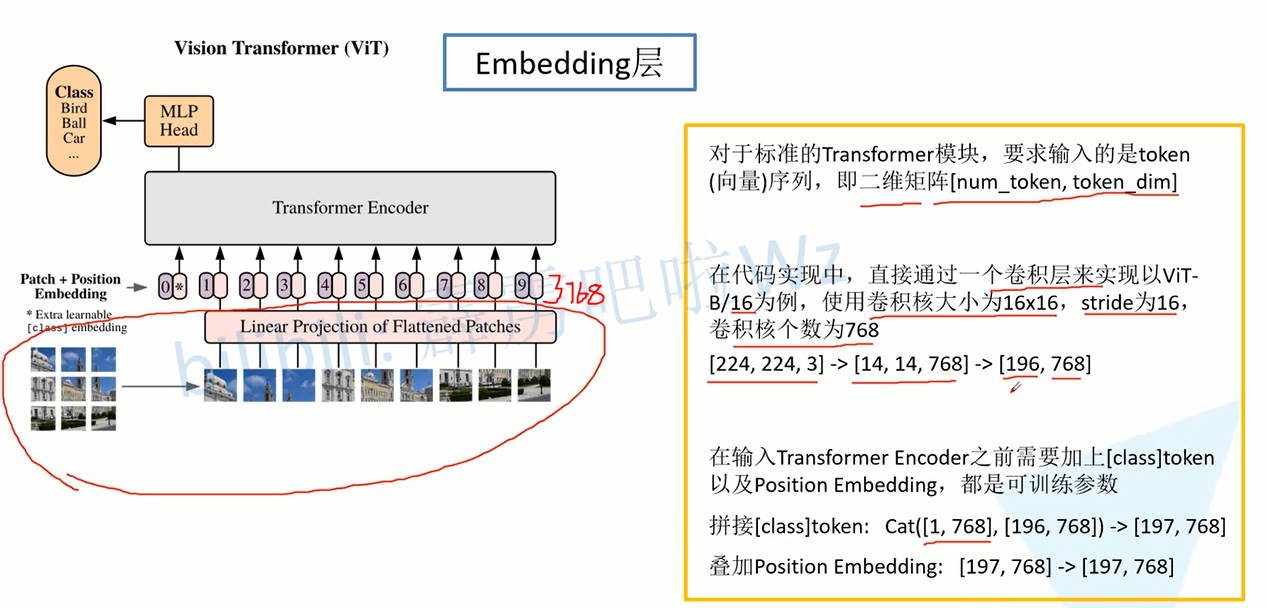 Vision Transformer (ViT)
Embedding层
Class
Bird
Ball
Car
...
MLP
Head
Transformer Encoder
Patch + Position
Embedding
0 * 1 2 3 4 5 6 7 8 9
* Extra learnable
[class] embedding
Linear Projection of Flattened Patches
768
对于标准的Transformer模块，要求输入的是token
(向量)序列，即二维矩阵[num_token, token_dim]
在代码实现中，直接通过一个卷积层来实现以ViT-
B/16为例，使用卷积核大小为16x16，stride为16，
卷积核个数为768
[224, 224, 3] -> [14, 14, 768] -> [196, 768]
在输入Transformer Encoder之前需要加上[class]token
以及Position Embedding，都是可训练参数
拼接[class]token: Cat([1, 768], [196, 768]) -> [197, 768]
叠加Position Embedding: [197, 768] -> [197, 768]
bilibili: 霹雳吧啦Wz